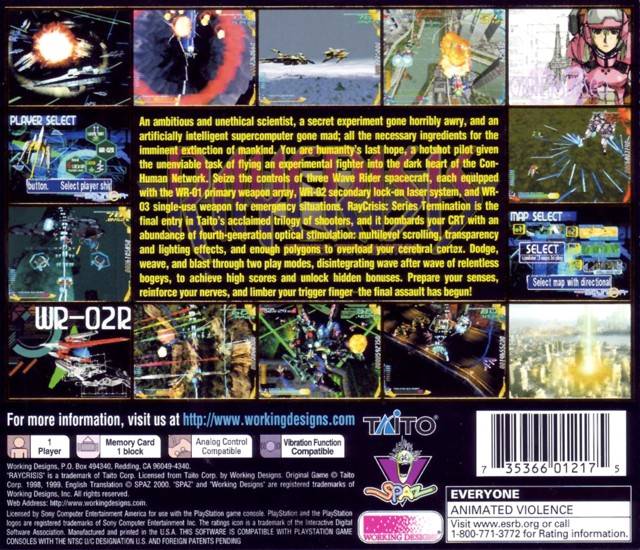 PLAYER SELECT
button. Select player shi
An ambitious and unethical scientist, a secret experiment gone horribly awry, and an
artificially intelligent supercomputer gone mad; all the necessary ingredients for the
imminent extinction of mankind. You are humanity's last hope, a hotshot pilot given
the unenviable task of flying an experimental fighter into the dark heart of the Con-
Human Network. Seize the controls of three Wave Rider spacecraft, each equipped
with the WR-01 primary weapon array, WR-02 secondary lock-on laser system, and WR-
03 single-use weapon for emergency situations. RayCrisis: Series Termination is the
final entry in Taito's acclaimed trilogy of shooters, and it bombards your CRT with an
abundance of fourth-generation optical stimulation: multilevel scrolling, transparency
and lighting effects, and enough polygons to overload your cerebral cortex. Dodge,
weave, and blast through two play modes, disintegrating wave after wave of relentless
bogeys, to achieve high scores and unlock hidden bonuses. Prepare your senses,
reinforce your nerves, and limber your trigger finger–the final assault has begun!
MAP SELECT
SELECT
Select map with directional
WR-02R
For more information, visit us at http://www.workingdesigns.com
TAITO
1
Player
Memory Card
1 block
Analog Control
Compatible
Vibration Function
Compatible
SPAZ
WORKING DESIGNS
Working Designs, P.O. Box 494340, Redding, CA 96049-4340.
"RAYCRISIS" is a trademark of Taito Corp. Licensed from Taito Corp. by Working Designs. Original Game © Taito
Corp. 1998, 1999. English Translation © SPAZ 2000. "SPAZ" and "Working Designs" are registered trademarks of
Working Designs, Inc. All rights reserved.
Web Address: http://www.workingdesigns.com.
Licensed by Sony Computer Entertainment America for use with the PlayStation game console. PlayStation and the PlayStation
logos are registered trademarks of Sony Computer Entertainment Inc. The ratings icon is a trademark of the Interactive Digital
Software Association. Manufactured and printed in the U.S.A. THIS SOFTWARE IS COMPATIBLE WITH PLAYSTATION GAME
CONSOLES WITH THE NTSC U/C DESIGNATION. U.S. AND FOREIGN PATENTS PENDING
7 35366 01217 5
EVERYONE
ANIMATED VIOLENCE
Visit www.esrb.org or call
1-800-771-3772 for Rating information.